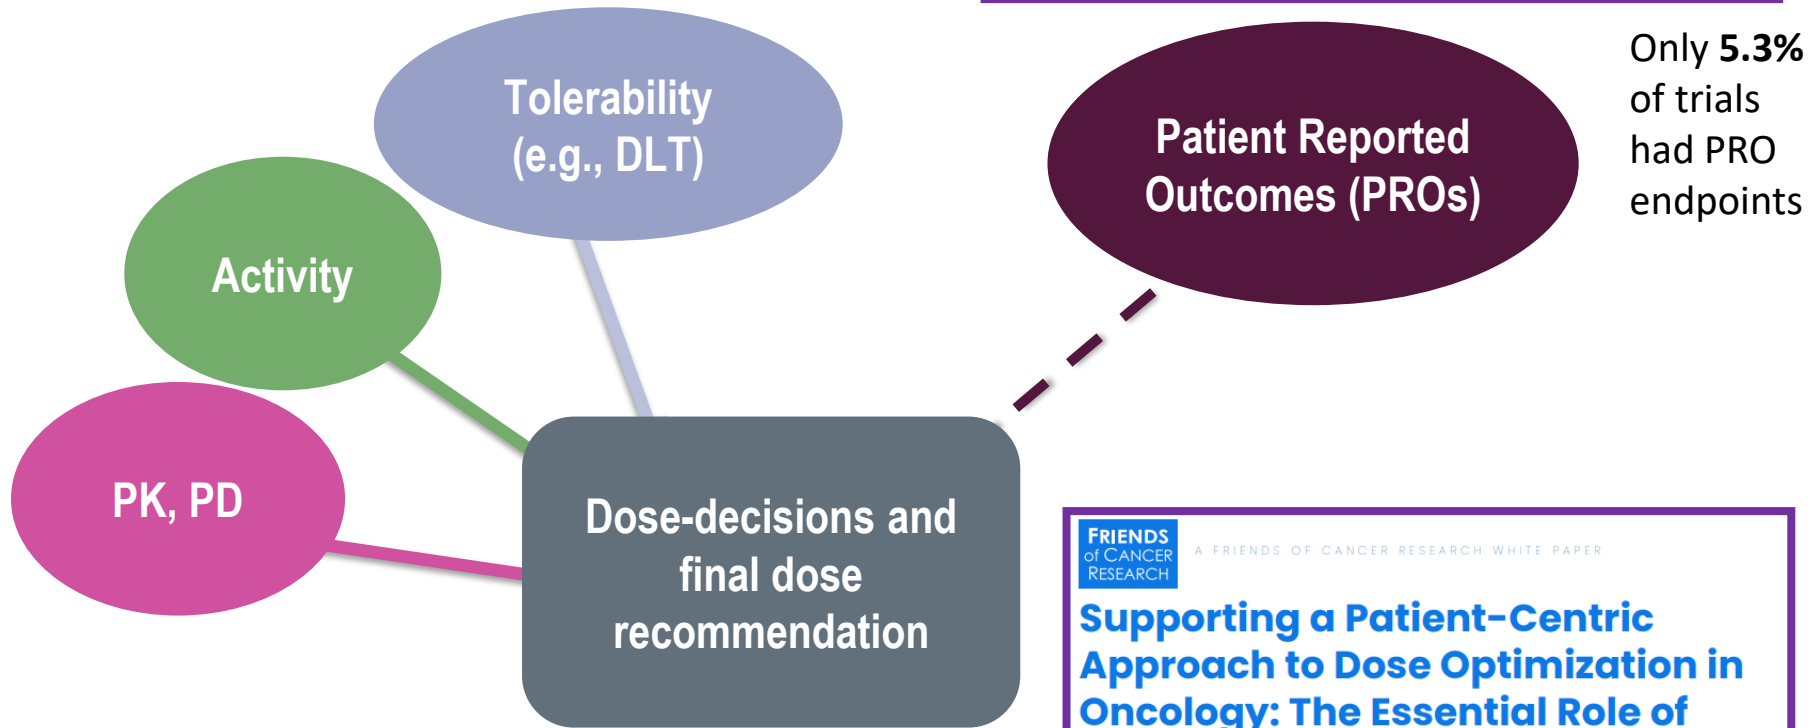 Tolerability
(e.g., DLT)
Patient Reported
Outcomes (PROs)
Only 5.3%
of trials
had PRO
endpoints
Activity
PK, PD
Dose-decisions and
final dose
recommendation
FRIENDS
of CANCER
RESEARCH
A FRIENDS OF CANCER RESEARCH WHITE PAPER
Supporting a Patient-Centric
Approach to Dose Optimization in
Oncology: The Essential Role of